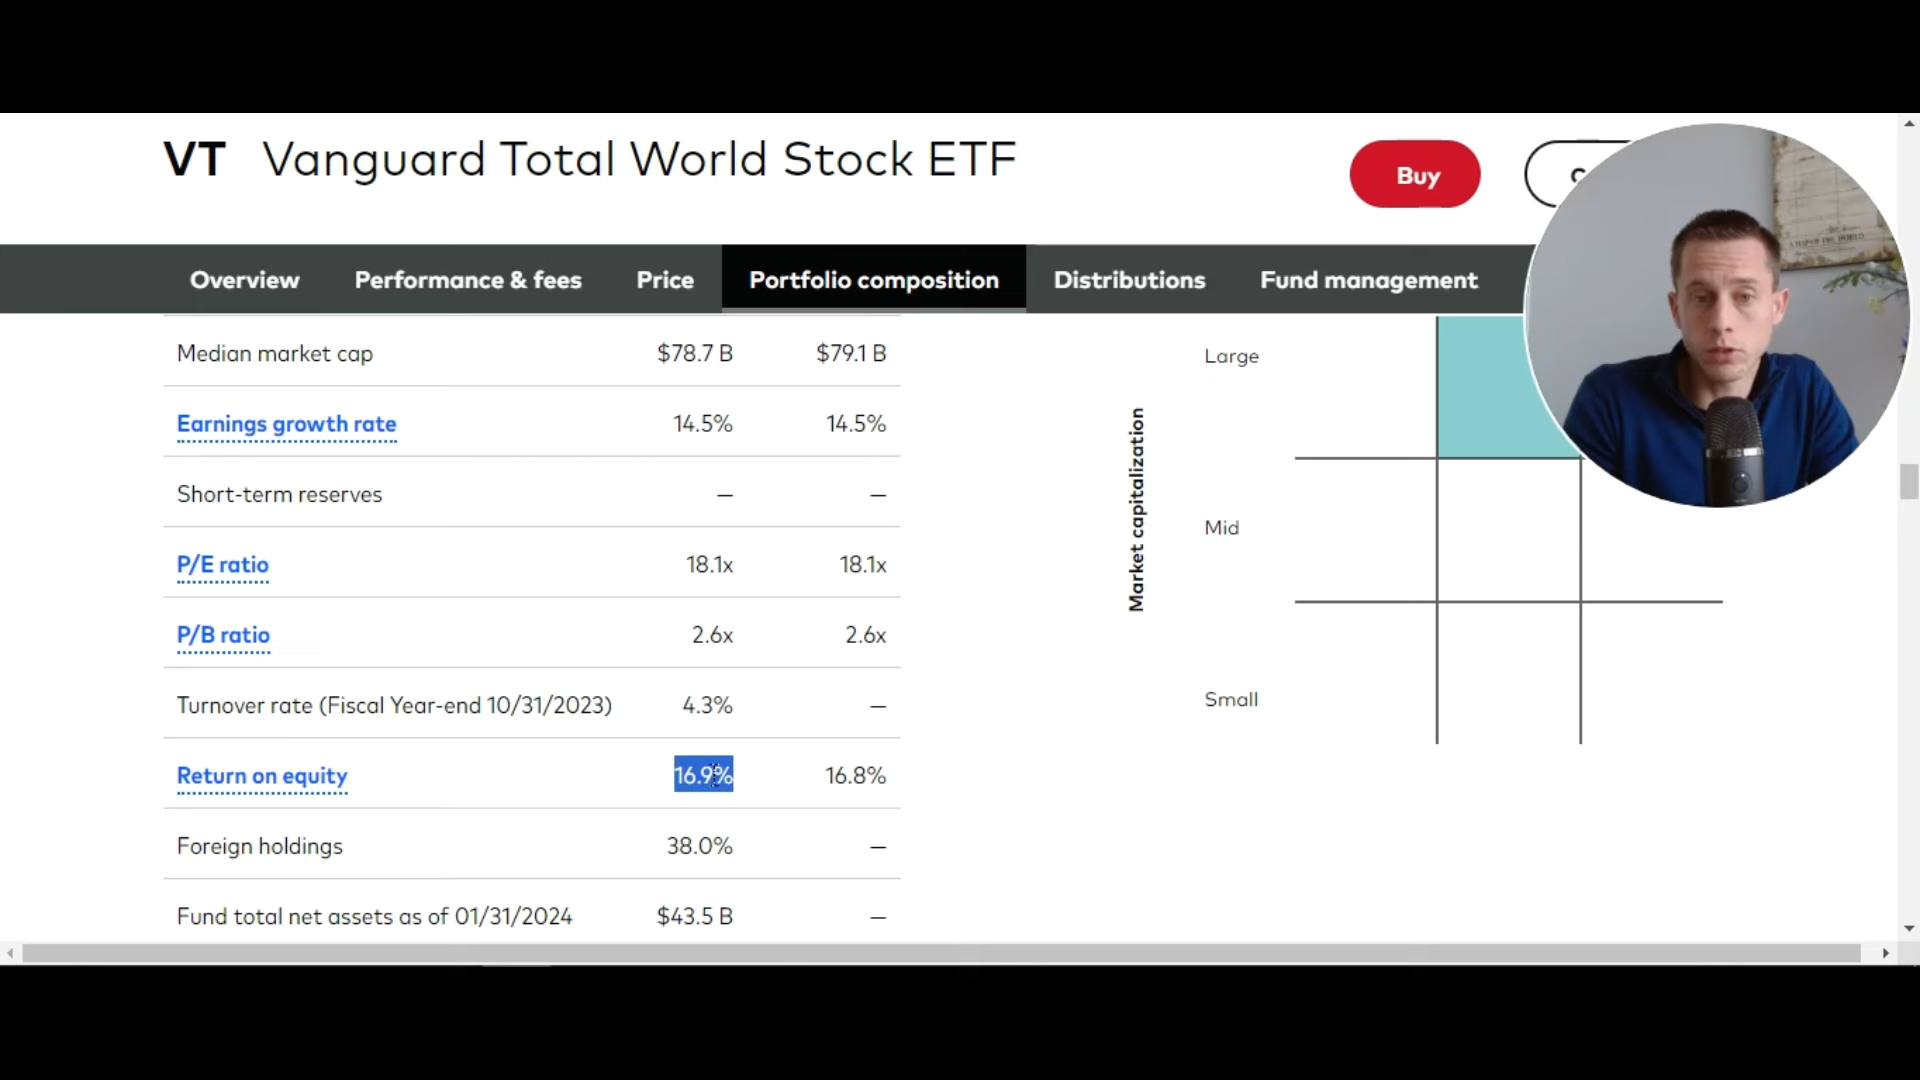 VT Vanguard Total World Stock ETF
Buy
Overview Performance & fees Price Portfolio composition Distributions Fund management
Median market cap $78.7 B $79.1 B
Earnings growth rate 14.5% 14.5%
Short-term reserves — —
P/E ratio 18.1x 18.1x
P/B ratio 2.6x 2.6x
Turnover rate (Fiscal Year-end 10/31/2023) 4.3% —
Return on equity 16.9% 16.8%
Foreign holdings 38.0% —
Fund total net assets as of 01/31/2024 $43.5 B —
Market capitalization
Large
Mid
Small